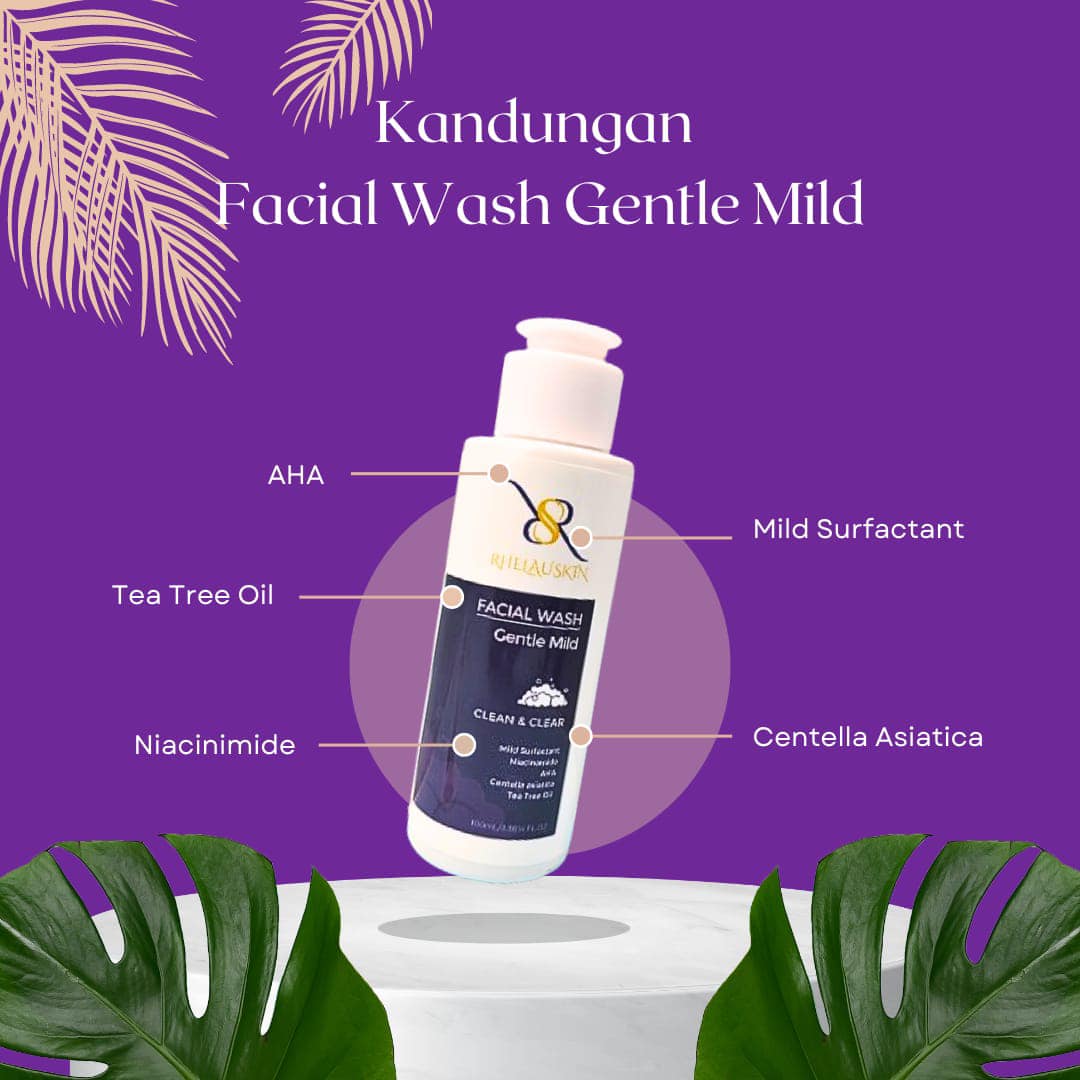 Kandungan
Facial Wash Gentle Mild
AHA
Mild Surfactant
Tea Tree Oil
Niacinimide
Centella Asiatica
RHELAUSKIN
FACIAL WASH
Gentle Mild
CLEAN & CLEAR
Mild Surfactant
Niacinamide
AHA
Centella asiatica
Tea Tree Oil